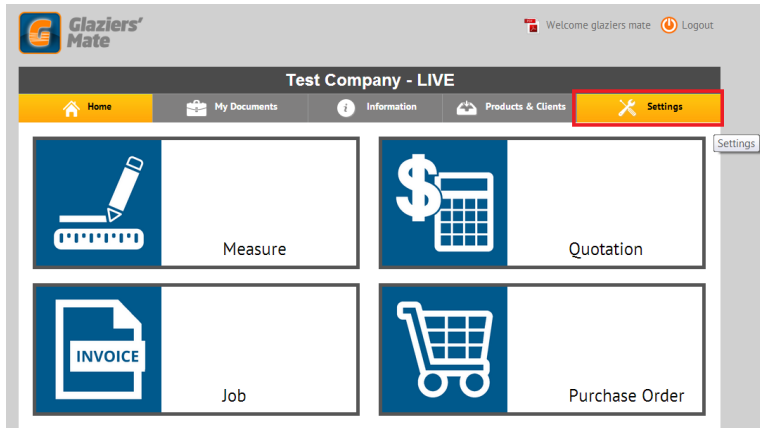 Glaziers'
Mate
Welcome glaziers mate
Logout
Test Company - LIVE
Home
My Documents
i
Information
Products & Clients
Settings
Settings
Measure
$
Quotation
INVOICE
Job
Purchase Order